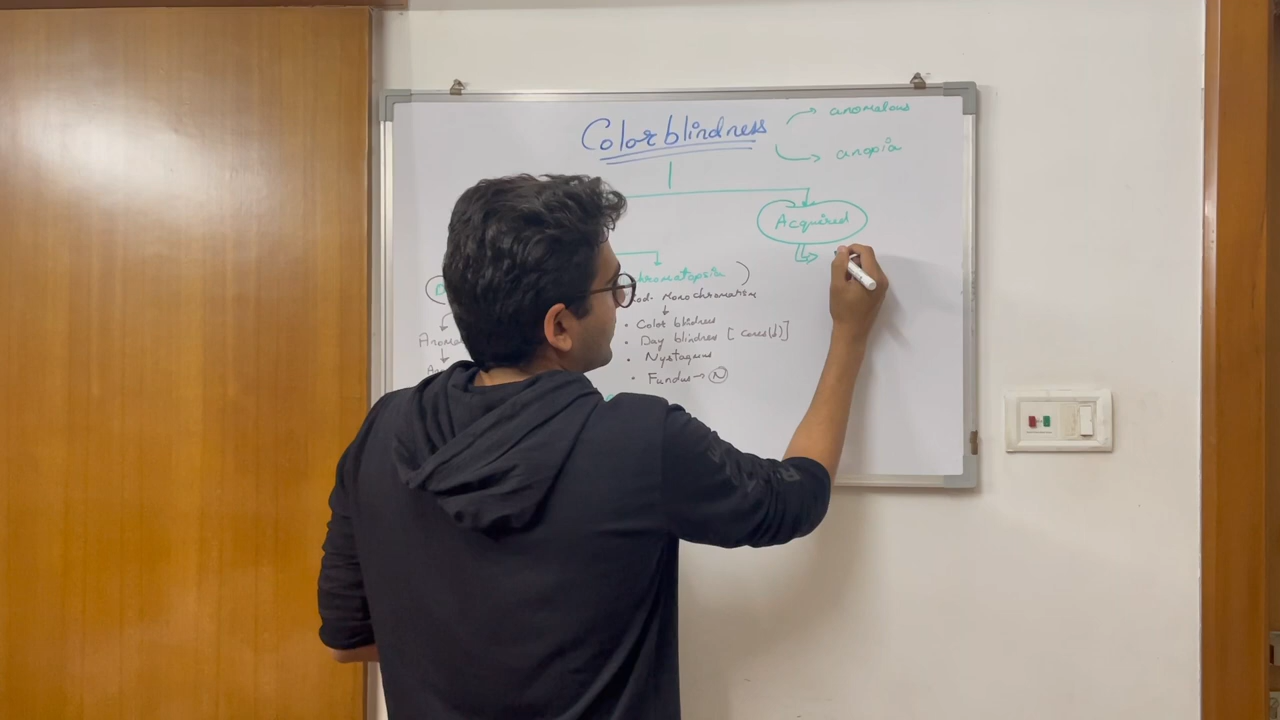 Color blindness
anomalous
anopia
Acquired
chromatopsia )
Rod- Monochromatism
• Color blindness
• Day blindness [ cones(↓)]
• Nystagmus
• Fundus → N